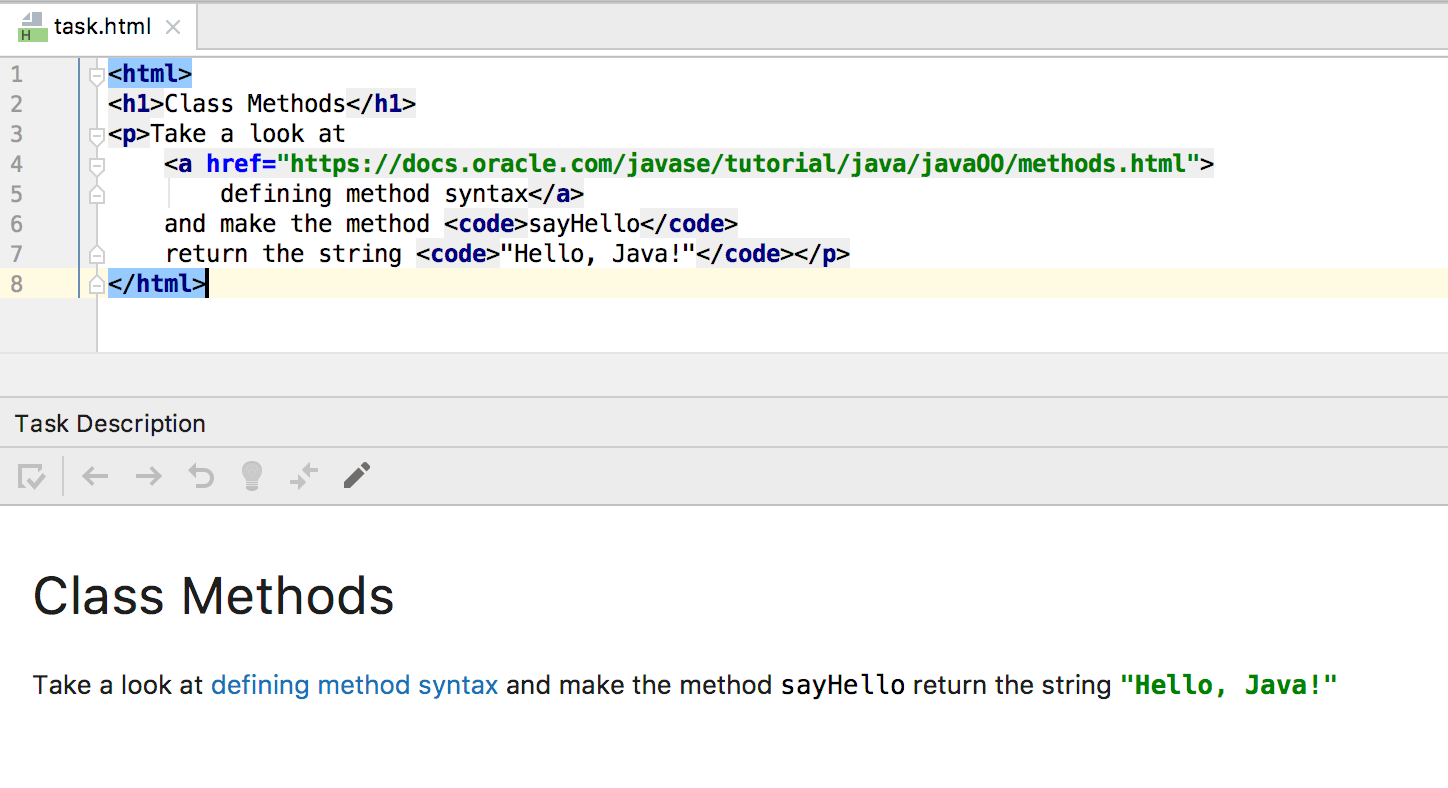 task.html
1 <html>
2 <h1>Class Methods</h1>
3 <p>Take a look at
4     <a href="https://docs.oracle.com/javase/tutorial/java/javaOO/methods.html">
5         defining method syntax</a>
6     and make the method <code>sayHello</code>
7     return the string <code>"Hello, Java!"</code></p>
8 </html>
Task Description
Class Methods
Take a look at defining method syntax and make the method sayHello return the string "Hello, Java!"